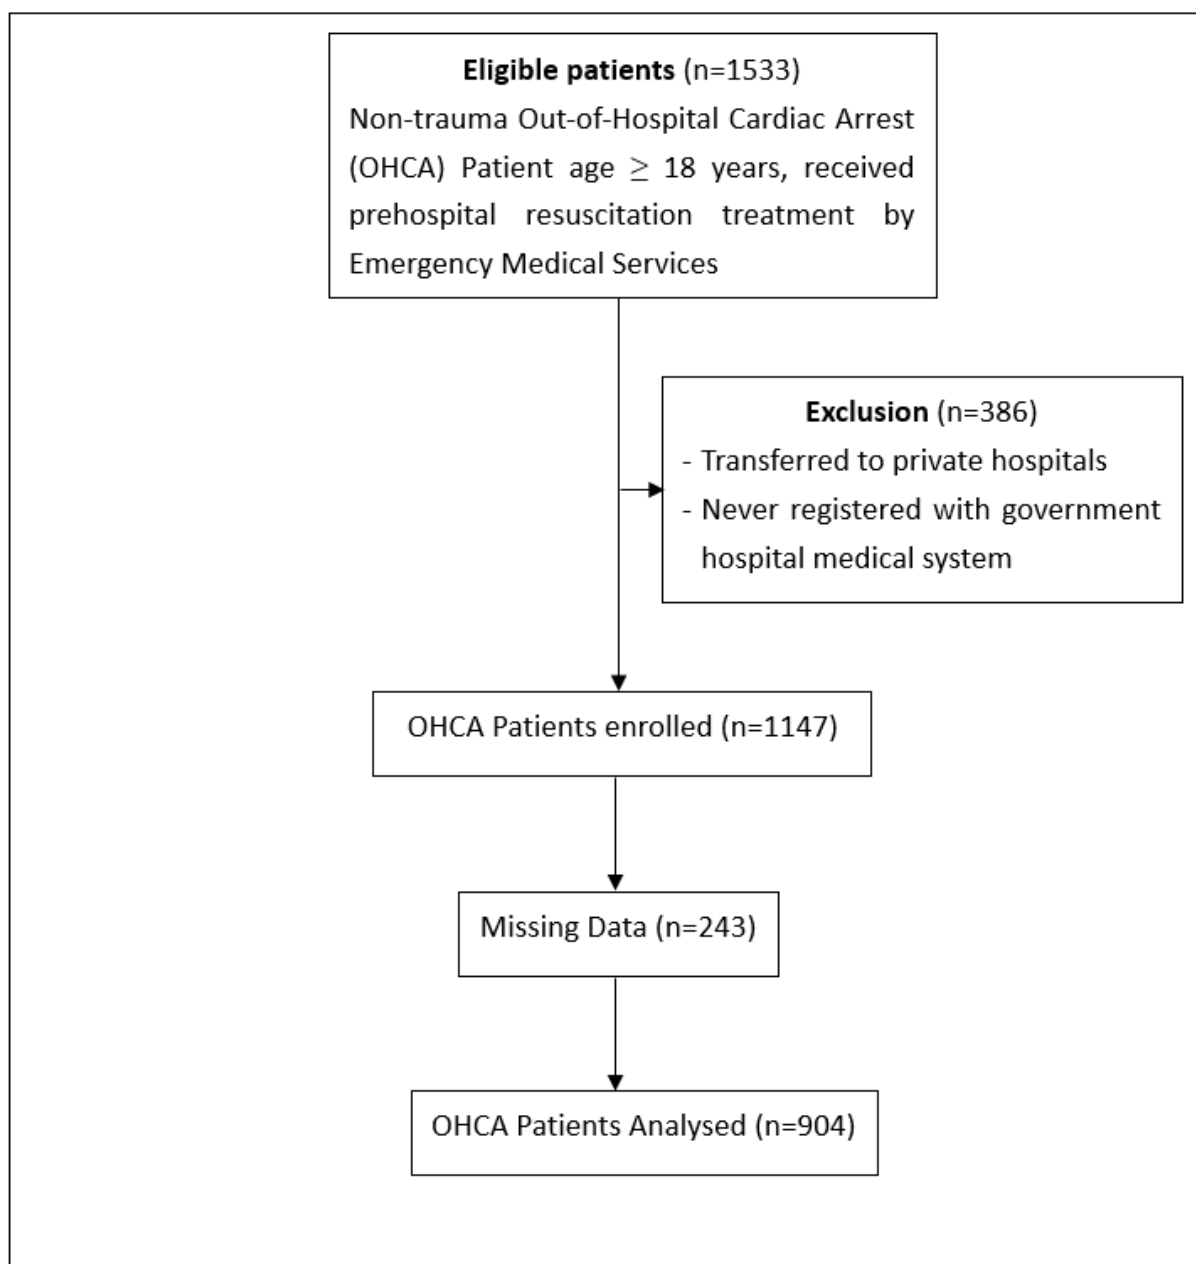 Eligible patients (n=1533)
Non-trauma Out-of-Hospital Cardiac Arrest
(OHCA) Patient age ≥ 18 years, received
prehospital resuscitation treatment by
Emergency Medical Services
Exclusion (n=386)
- Transferred to private hospitals
- Never registered with government
hospital medical system
OHCA Patients enrolled (n=1147)
Missing Data (n=243)
OHCA Patients Analysed (n=904)